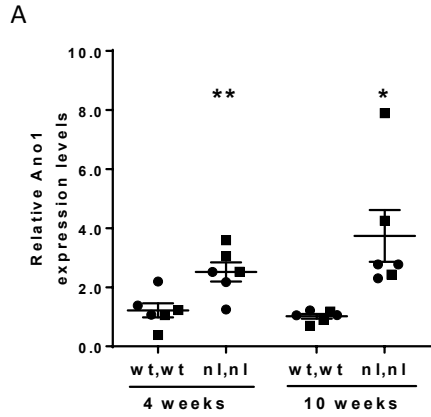 A
10.0
8.0
6.0
4.0
2.0
0.0
Relative Ano1
expression levels
**
*
wt,wt nl,nl wt,wt nl,nl
4 weeks 10 weeks